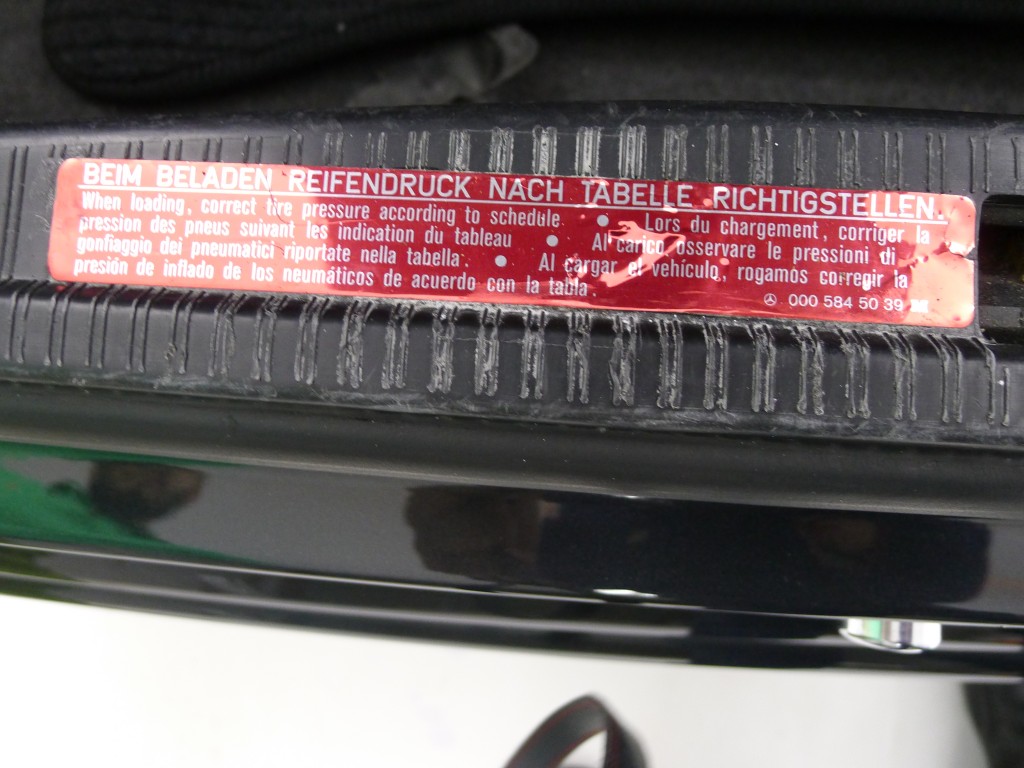 BEIM BELADEN REIFENDRUCK NACH TABELLE RICHTIGSTELLEN.
When loading, correct tire pressure according to schedule. • Lors du chargement, corriger la
pression des pneus suivant les indication du tableau • Al carico osservare le pressioni di
gonfiaggio dei pneumatici riportate nella tabella. • Al cargar el vehículo, rogamos corregir la
presión de inflado de los neumáticos de acuerdo con la tabla.
000 584 50 39